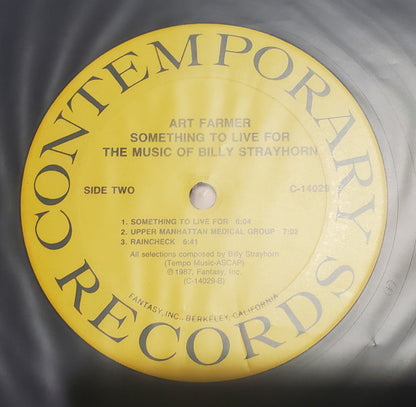 CONTEMPORARY RECORDS
ART FARMER
SOMETHING TO LIVE FOR
THE MUSIC OF BILLY STRAYHORN
SIDE TWO
C-14029
1. SOMETHING TO LIVE FOR 6:04
2. UPPER MANHATTAN MEDICAL GROUP 7:02
3. RAINCHECK 6:41
All selections composed by Billy Strayhorn
(Tempo Music-ASCAP)
℗ 1987, Fantasy, Inc.
(C-14029-B)
FANTASY, INC., BERKELEY, CALIFORNIA